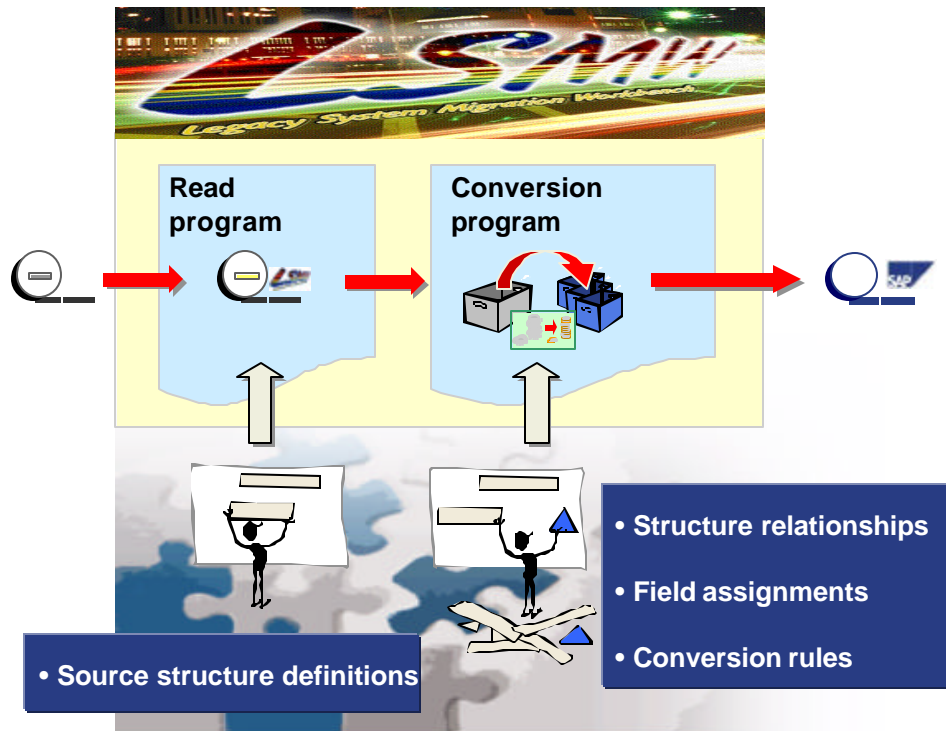 LSMW
Legacy System Migration Workbench
Read
program
Conversion
program
LSM
SAP
• Structure relationships
• Field assignments
• Conversion rules
• Source structure definitions